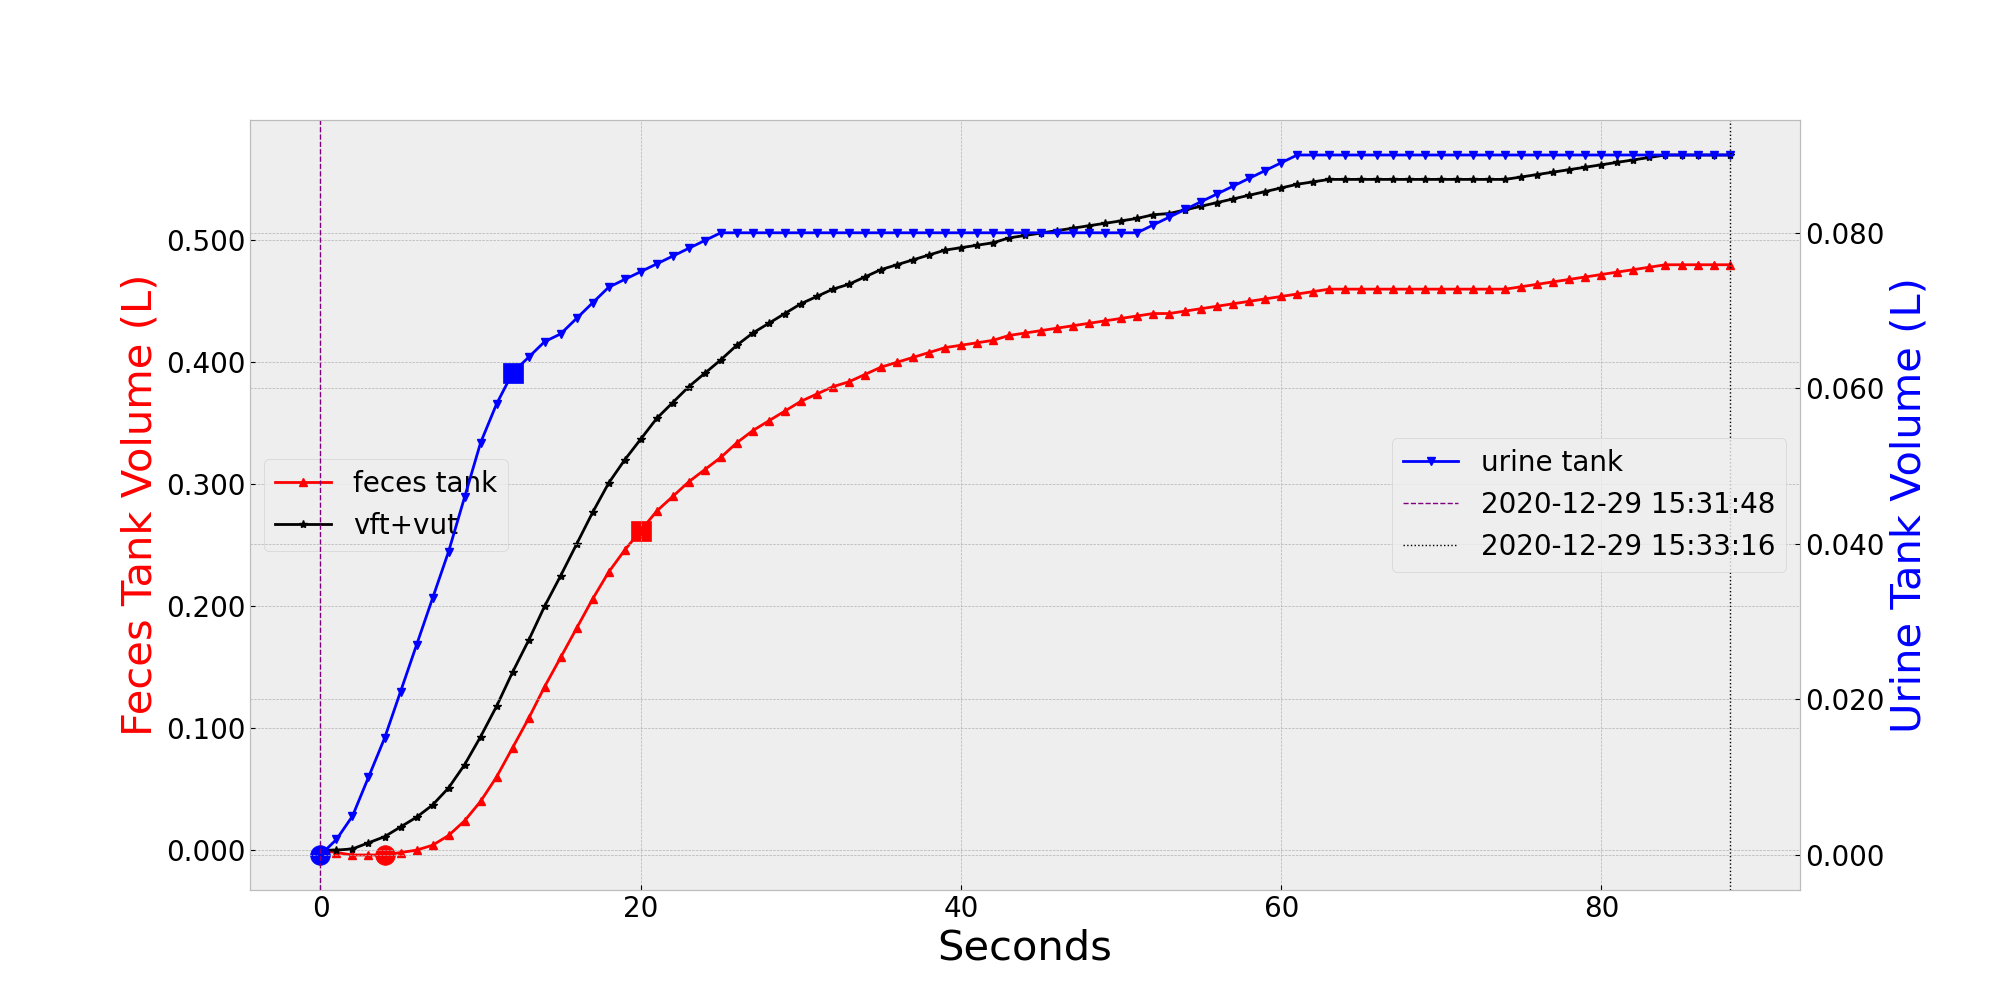 Feces Tank Volume (L)
0.500
0.400
0.300
0.200
0.100
0.000
feces tank
vft+vut
urine tank
2020-12-29 15:31:48
2020-12-29 15:33:16
0.080
0.060
0.040
0.020
0.000
Urine Tank Volume (L)
0 20 40 60 80
Seconds